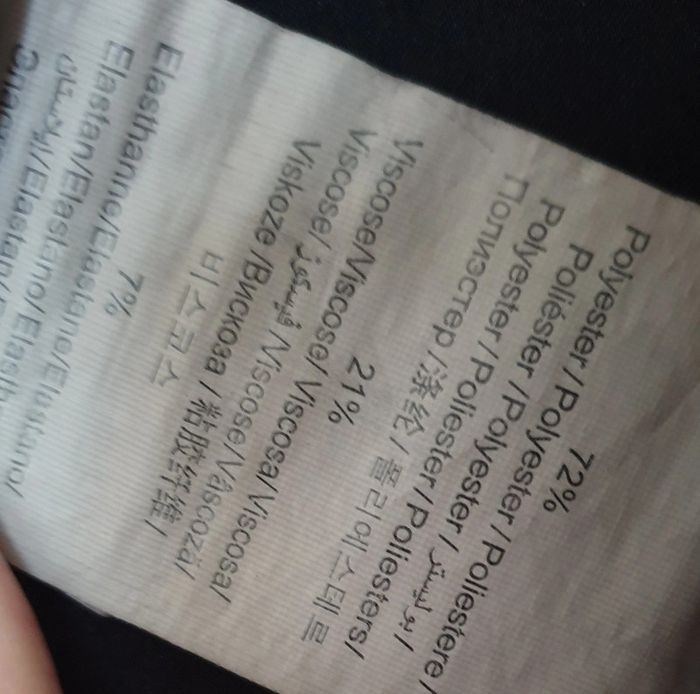 72%
Polyester / Polyester / Poliestere /
Poliéster / Polyester / بوليستر /
Polyester / Poliester / Poliesters/
Полиэстер / 涤纶 / 폴리에스테르
21%
Viscose/Viscose/ Viscosa/Viscosa/
Viscose/ فيسكوز /Viscose/Vâscoză/
Viskoze /Вискоза / 粘胶纤维/
비스코스
7%
Elasthanne/Elastane/Elastano/
Elastan/Elastano/
/Elastan/